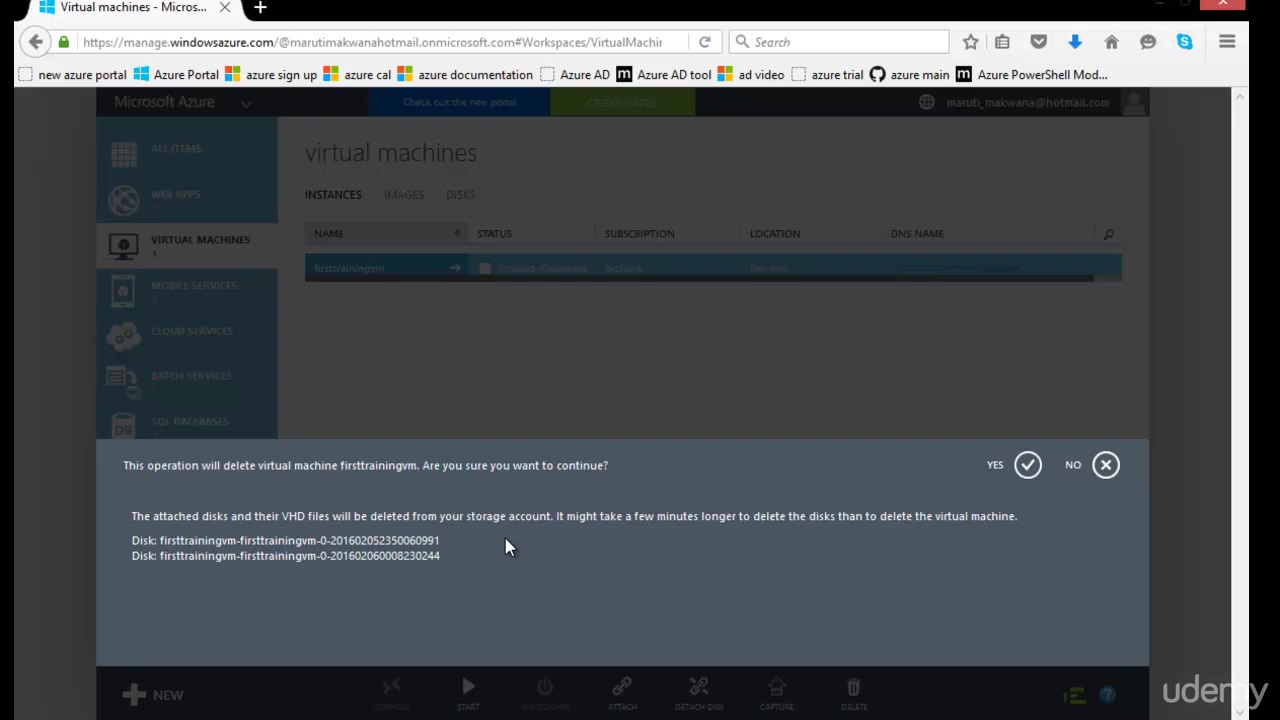 Virtual machines - Micros...
https://manage.windowsazure.com/@marutimakwanahotmail.onmicrosoft.com#Workspaces/VirtualMachin
Search
new azure portal Azure Portal azure sign up azure cal azure documentation Azure AD Azure AD tool ad video azure trial azure main Azure PowerShell Mod...
Microsoft Azure Check out the new portal maruti_makwana@hotmail.com
ALL ITEMS
virtual machines
WEB APPS
INSTANCES IMAGES DISKS
VIRTUAL MACHINES
1
NAME STATUS SUBSCRIPTION LOCATION DNS NAME
firsttrainingvm
MOBILE SERVICES
0
CLOUD SERVICES
BATCH SERVICES
SQL DATABASES
DB
This operation will delete virtual machine firsttrainingvm. Are you sure you want to continue?
YES NO
The attached disks and their VHD files will be deleted from your storage account. It might take a few minutes longer to delete the disks than to delete the virtual machine.
Disk: firsttrainingvm-firsttrainingvm-0-201602052350060991
Disk: firsttrainingvm-firsttrainingvm-0-201602060008230244
NEW
CONNECT START SHUT DOWN ATTACH DETACH DISK CAPTURE DELETE
udemy